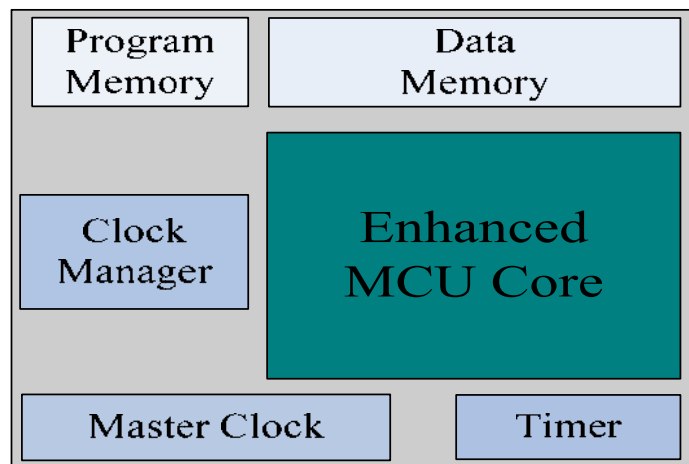 Program
Memory
Data
Memory
Clock
Manager
Enhanced
MCU Core
Master Clock
Timer